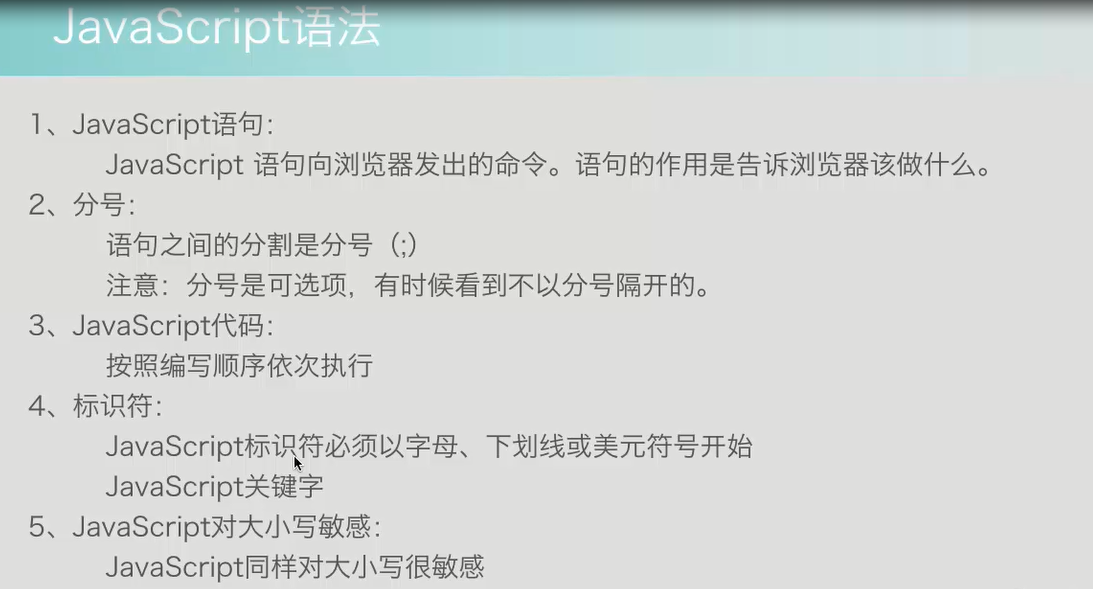 JavaScript语法
1、JavaScript语句：
JavaScript 语句向浏览器发出的命令。语句的作用是告诉浏览器该做什么。
2、分号：
语句之间的分割是分号（;）
注意：分号是可选项，有时候看到不以分号隔开的。
3、JavaScript代码：
按照编写顺序依次执行
4、标识符：
JavaScript标识符必须以字母、下划线或美元符号开始
JavaScript关键字
5、JavaScript对大小写敏感：
JavaScript同样对大小写很敏感